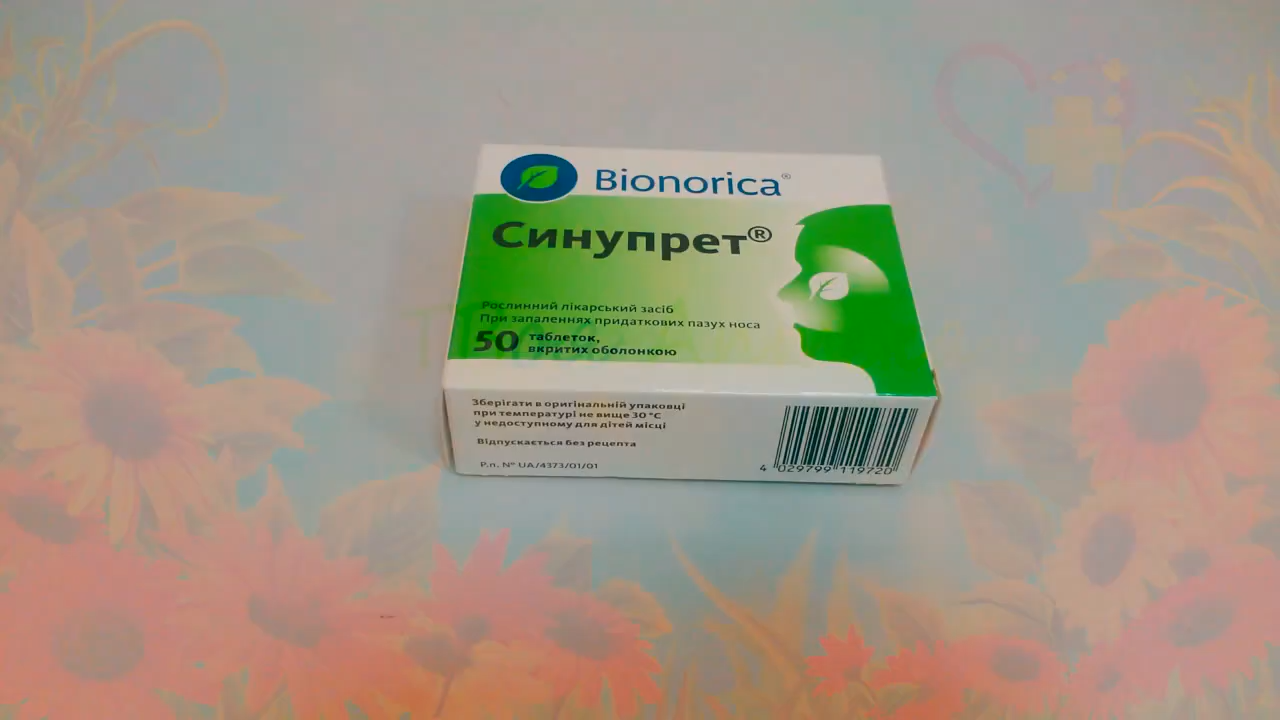 Bionorica®
Синупрет®
Рослинний лікарський засіб
При запаленнях придаткових пазух носа
50 таблеток,
вкритих оболонкою
Зберігати в оригінальній упаковці
при температурі не вище 30 °C
у недоступному для дітей місці
Відпускається без рецепта
Р.п. № UA/4373/01/01
4 029799 119720